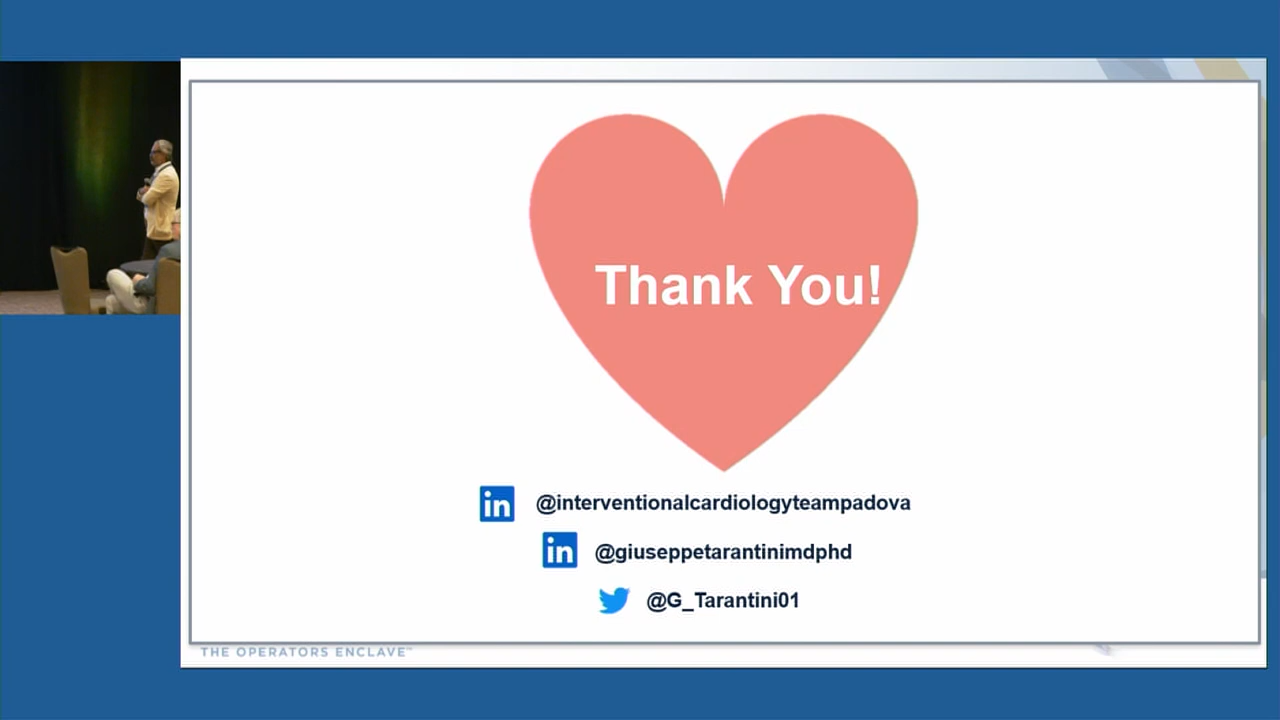 Thank You!
in @interventionalcardiologyteampadova
in @giuseppetarantinimdphd
@G_Tarantini01
THE OPERATORS ENCLAVE™